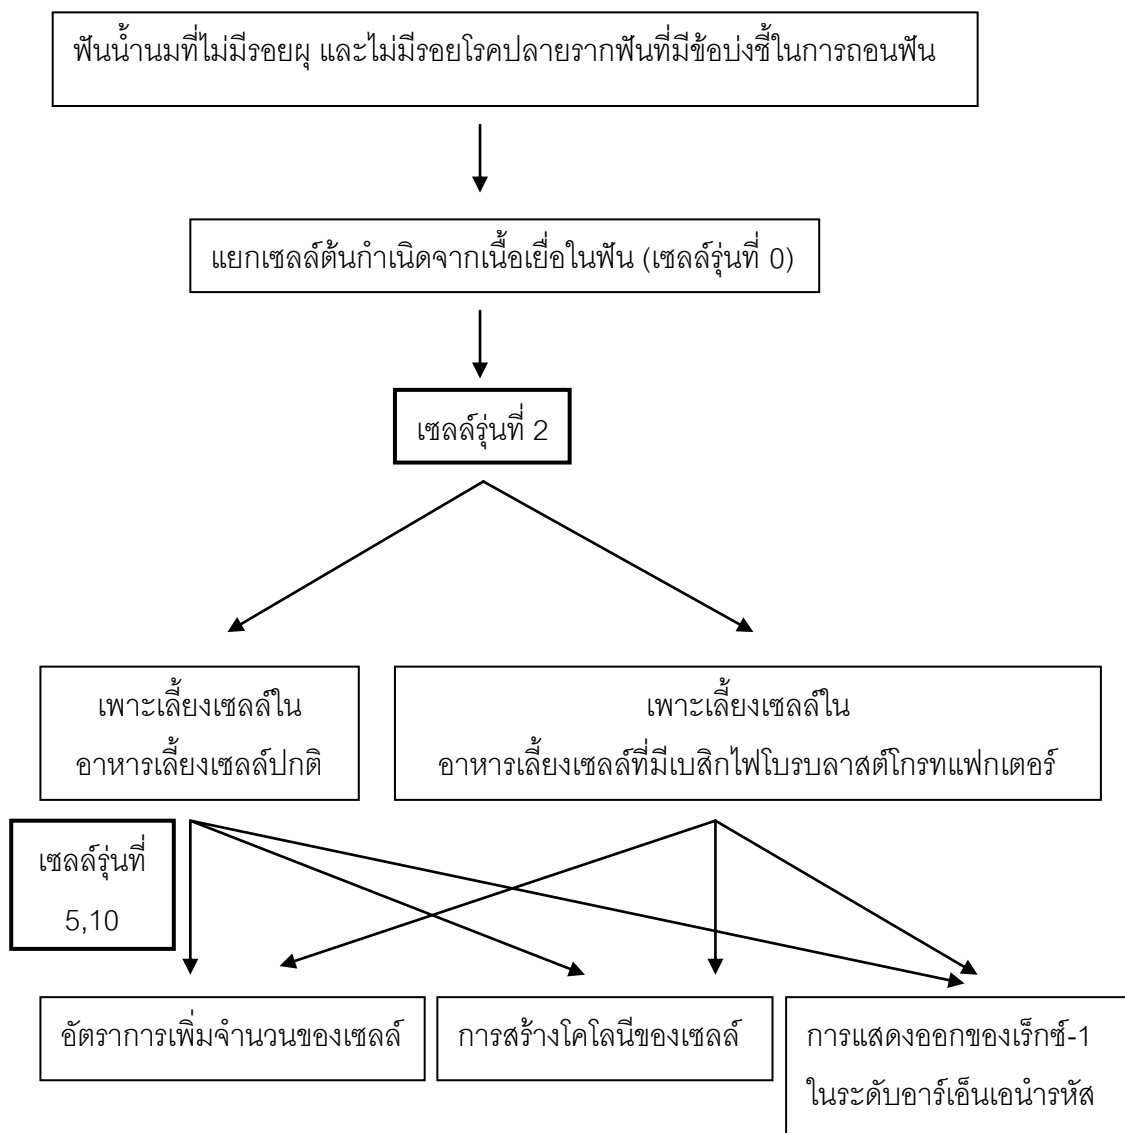 ฟันน้ำนมที่ไม่มีรอยผุ และไม่มีรอยโรคปลายรากฟันที่มีข้อบ่งชี้ในการถอนฟัน
แยกเซลล์ต้นกำเนิดจากเนื้อเยื่อในฟัน (เซลล์รุ่นที่ 0)
เซลล์รุ่นที่ 2
เพาะเลี้ยงเซลล์ใน
อาหารเลี้ยงเซลล์ปกติ
เพาะเลี้ยงเซลล์ใน
อาหารเลี้ยงเซลล์ที่มีเบสิกไฟโบรบลาสต์โกรทแฟกเตอร์
เซลล์รุ่นที่
5,10
อัตราการเพิ่มจำนวนของเซลล์
การสร้างโคโลนีของเซลล์
การแสดงออกของเร็กซ์-1
ในระดับอาร์เอ็นเอนำรหัส